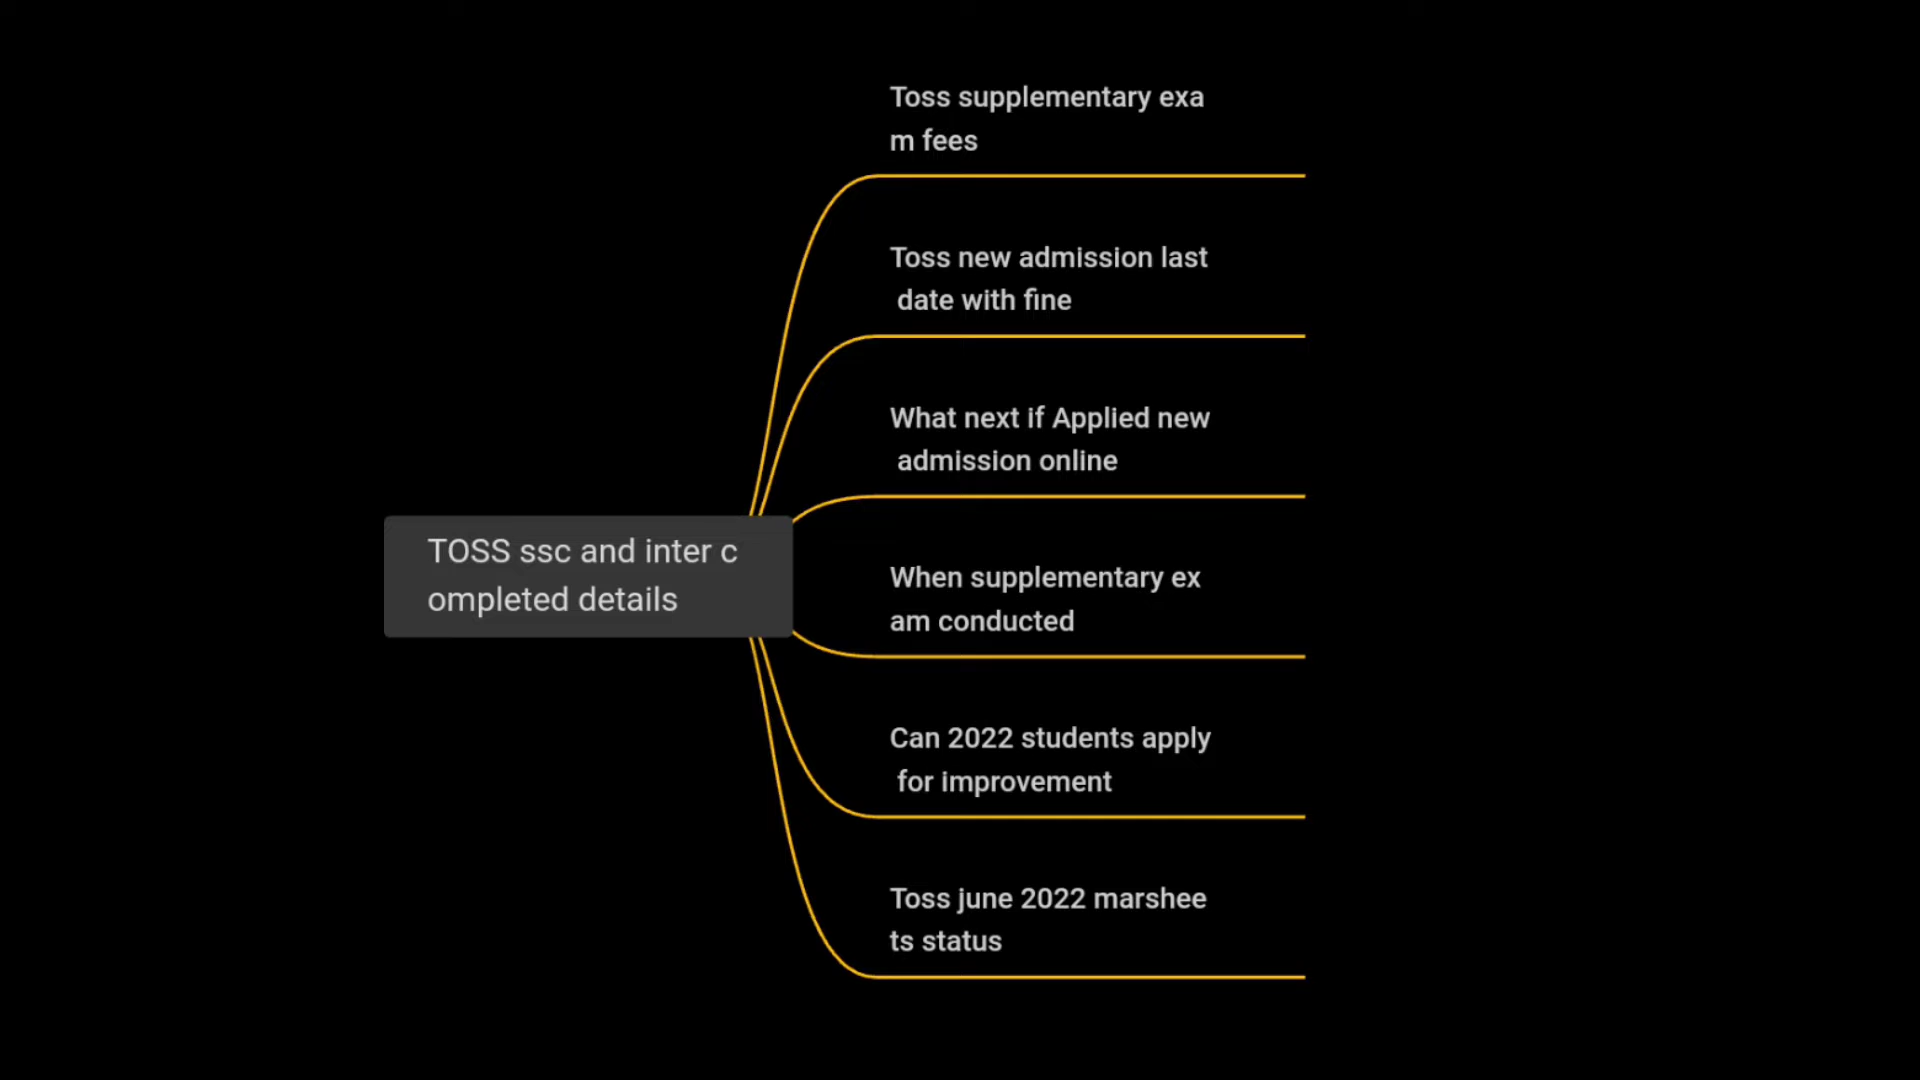 Toss supplementary exa
m fees
Toss new admission last
date with fine
What next if Applied new
admission online
TOSS ssc and inter c
ompleted details
When supplementary ex
am conducted
Can 2022 students apply
for improvement
Toss june 2022 marshee
ts status